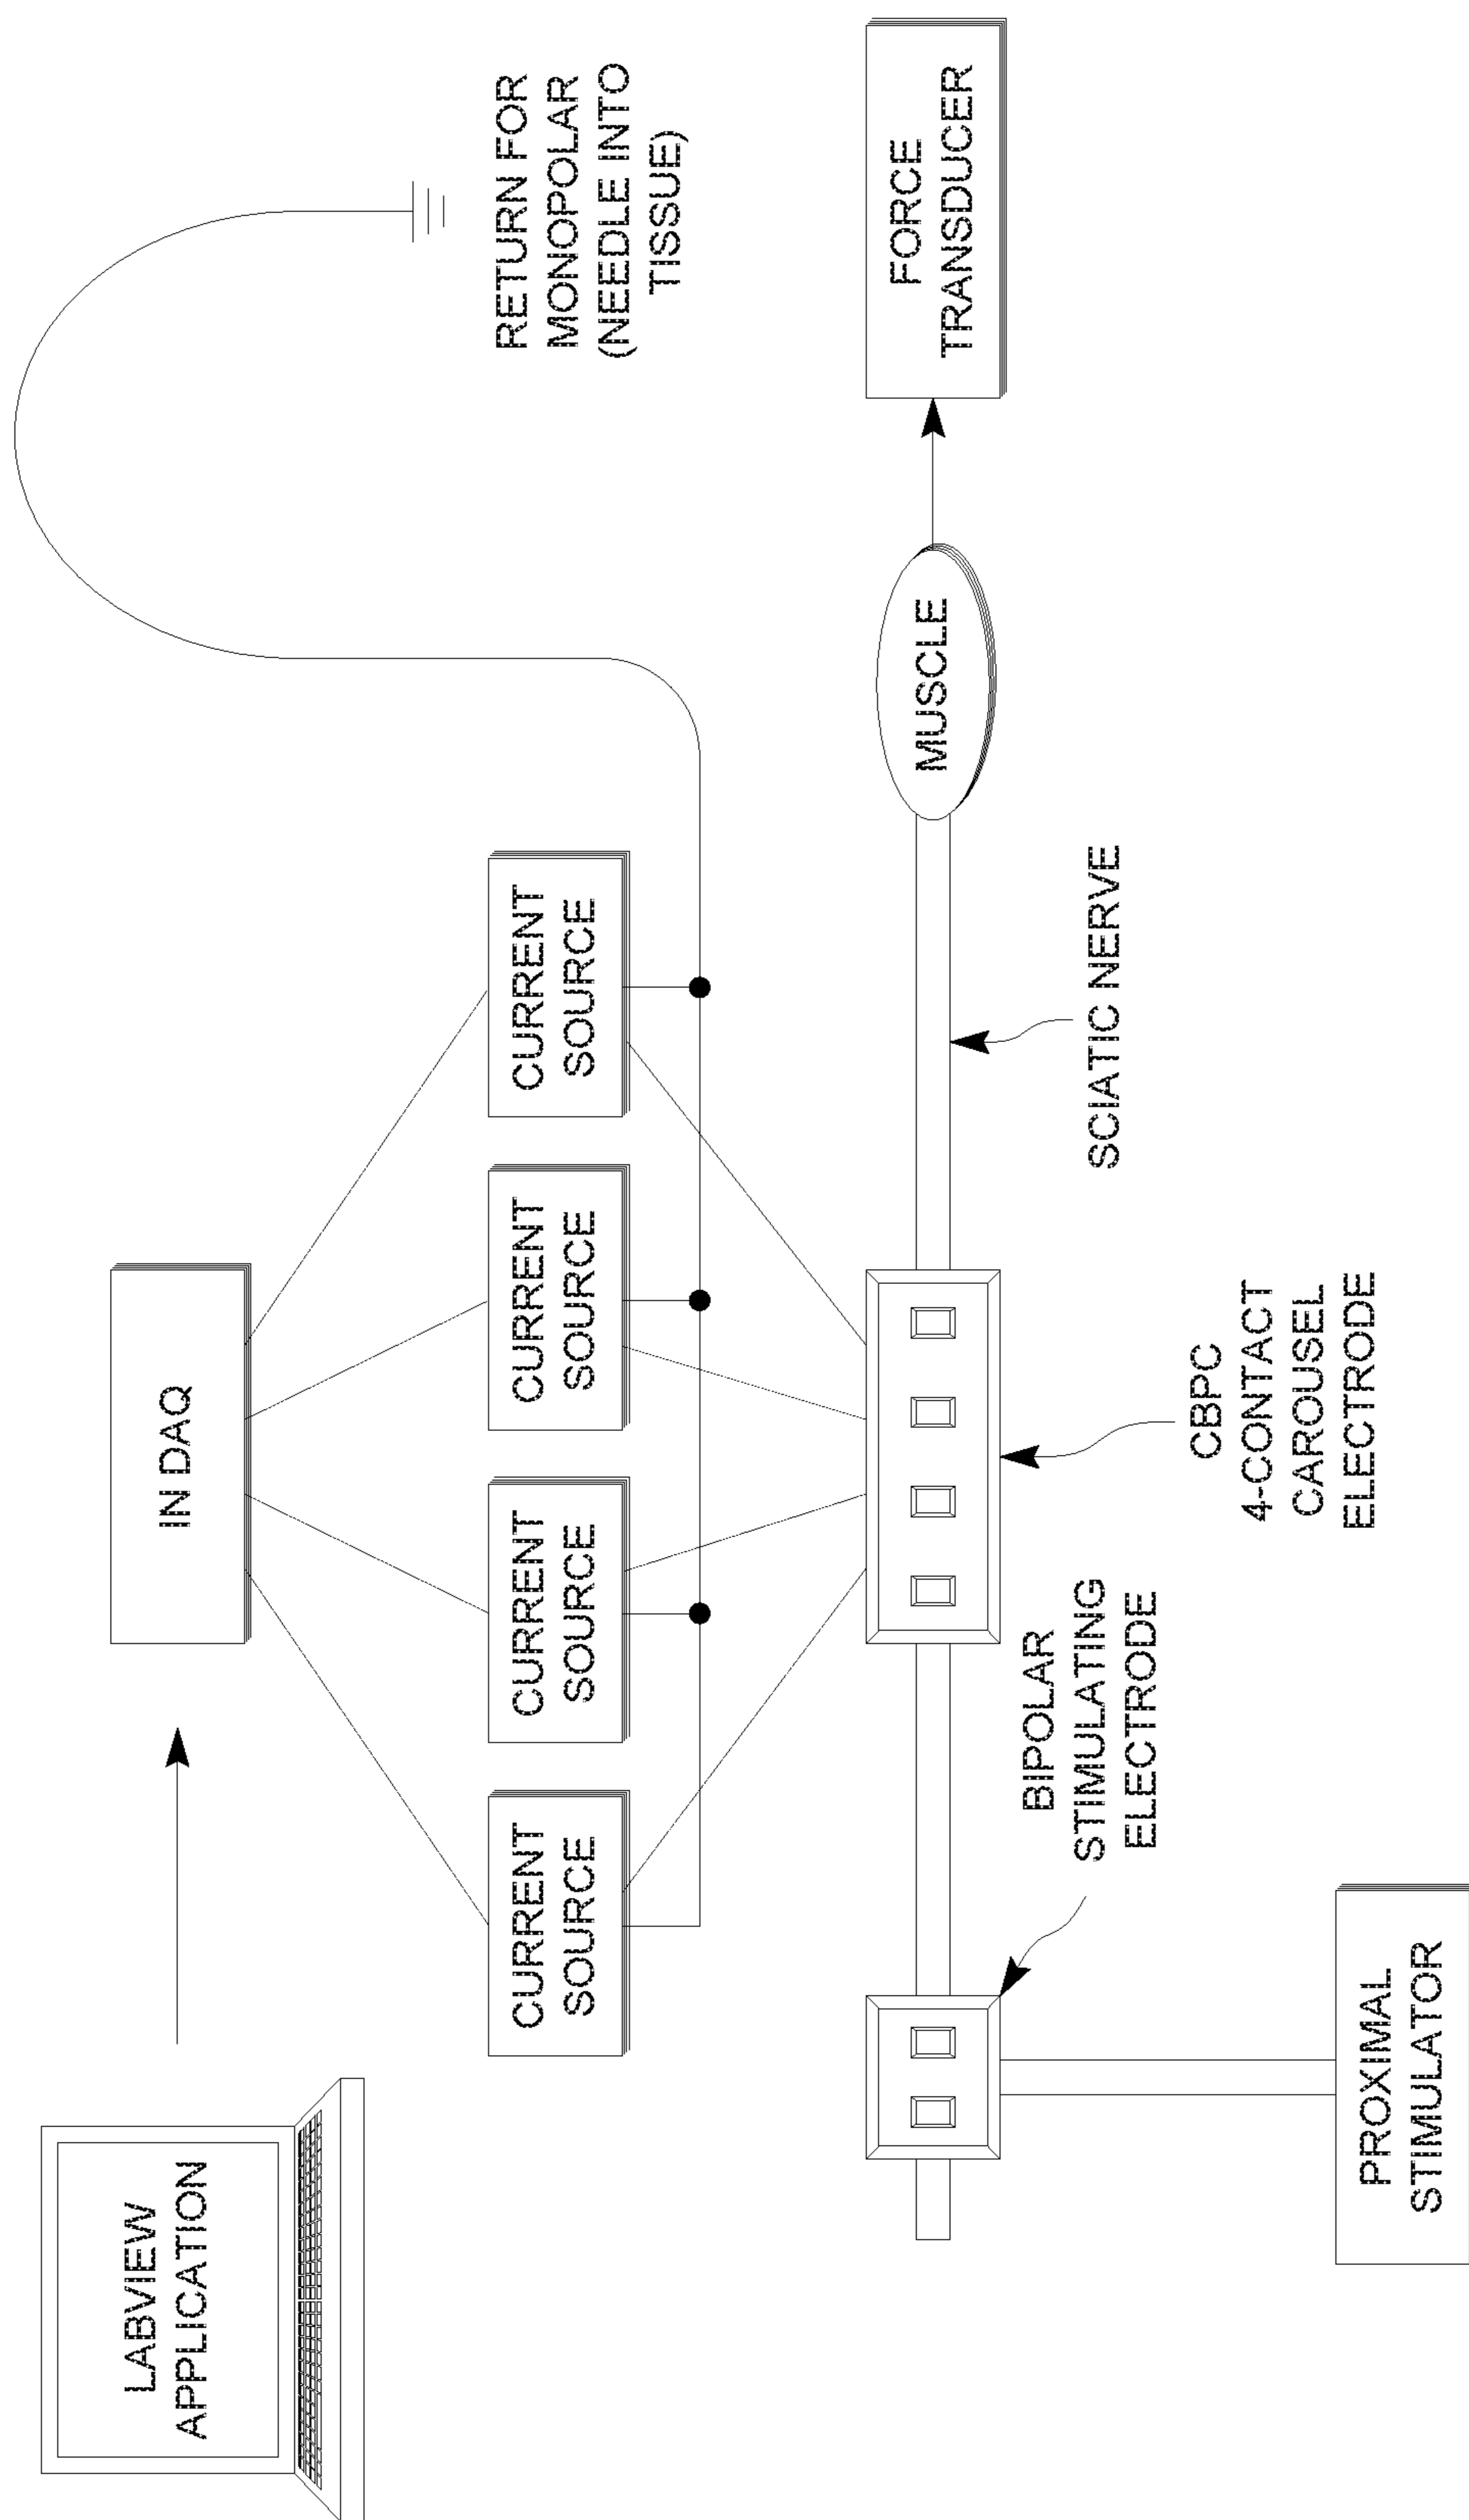 LABVIEW
APPLICATION
IN DAQ
CURRENT
SOURCE
CURRENT
SOURCE
CURRENT
SOURCE
CURRENT
SOURCE
RETURN FOR
MONOPOLAR
(NEEDLE INTO
TISSUE)
MUSCLE
FORCE
TRANSDUCER
SCIATIC NERVE
BIPOLAR
STIMULATING
ELECTRODE
CBPC
4-CONTACT
CAROUSEL
ELECTRODE
PROXIMAL
STIMULATOR